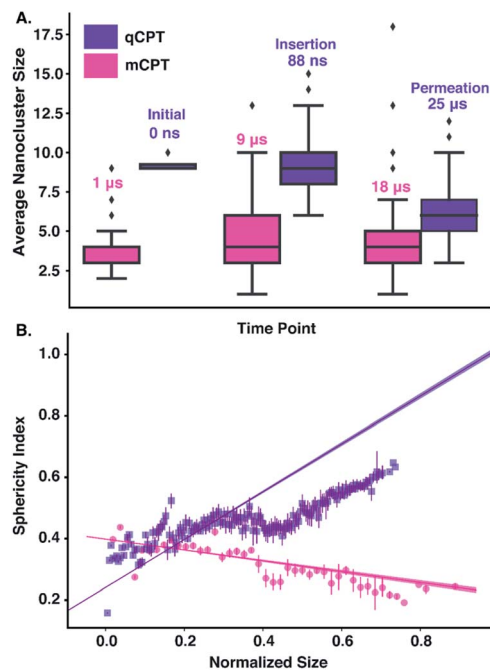 A.
qCPT
mCPT
Average Nanocluster Size
17.5
15.0
12.5
10.0
7.5
5.0
2.5
1 µs
Initial
0 ns
9 µs
Insertion
88 ns
18 µs
Permeation
25 µs
Time Point
B.
Sphericity Index
1.0
0.8
0.6
0.4
0.2
0.0 0.2 0.4 0.6 0.8
Normalized Size